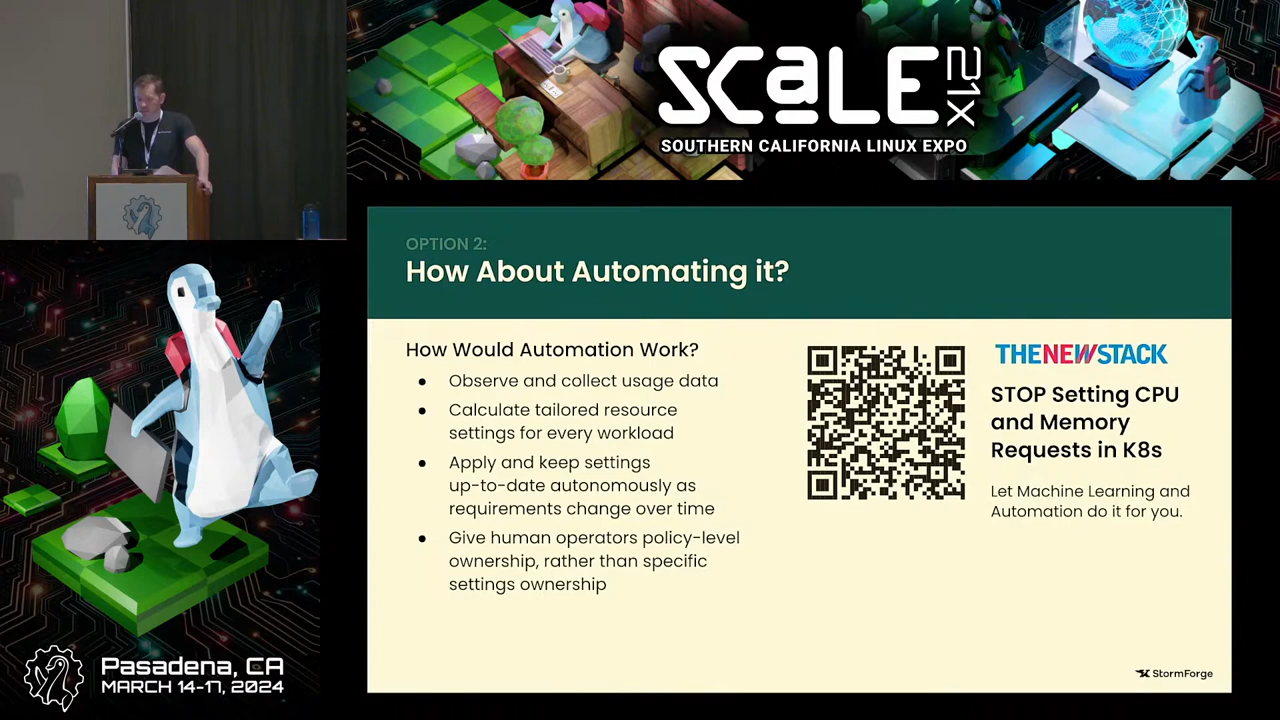 SCaLE 21X
SOUTHERN CALIFORNIA LINUX EXPO
OPTION 2:
How About Automating it?
How Would Automation Work?
● Observe and collect usage data
● Calculate tailored resource
settings for every workload
● Apply and keep settings
up-to-date autonomously as
requirements change over time
● Give human operators policy-level
ownership, rather than specific
settings ownership
THENEWSTACK
STOP Setting CPU
and Memory
Requests in K8s
Let Machine Learning and
Automation do it for you.
StormForge
Pasadena, CA
MARCH 14-17, 2024